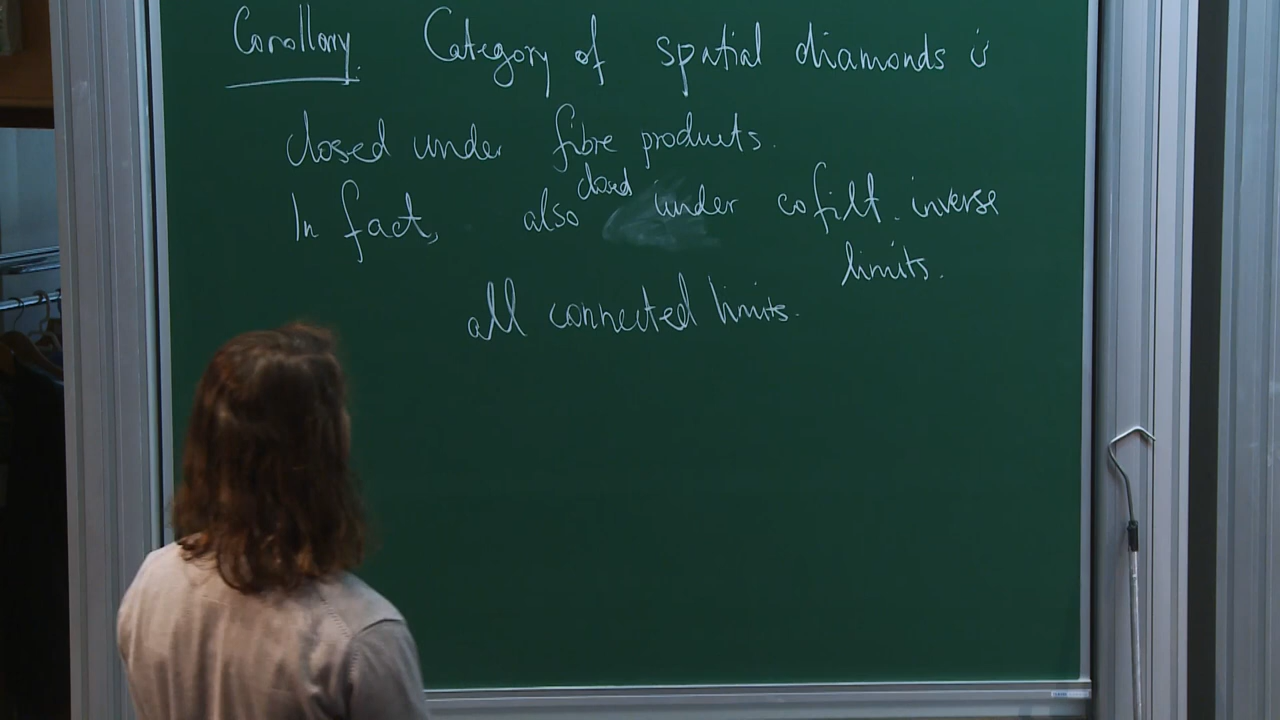 Corollary. Category of spatial diamonds is
closed under fibre products.
In fact, also closed under cofilt. inverse
limits.
all connected limits.